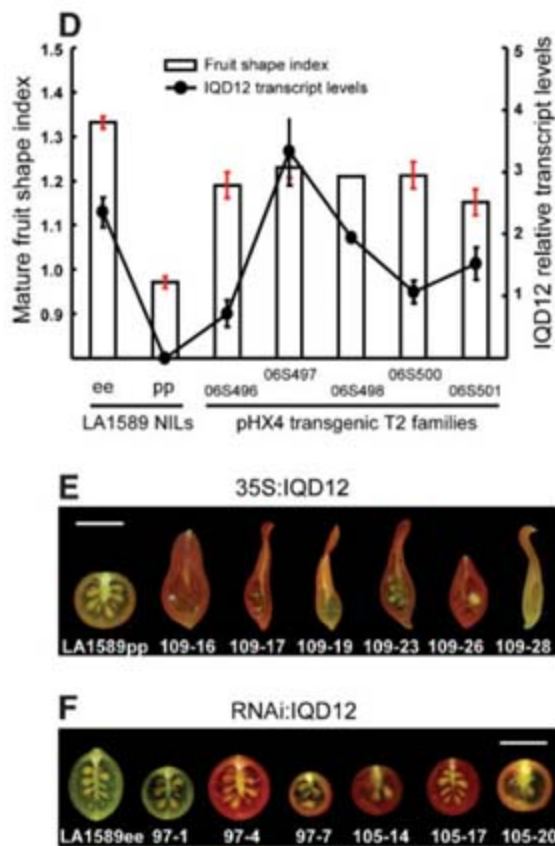 D
Fruit shape index
IQD12 transcript levels
Mature fruit shape index
1.5
1.4
1.3
1.2
1.1
1.0
0.9
5
4
3
2
1
IQD12 relative transcript levels
ee pp 06S496 06S497 06S498 06S500 06S501
LA1589 NILs pHX4 transgenic T2 families
E 35S:IQD12
LA1589pp 109-16 109-17 109-19 109-23 109-26 109-28
F RNAi:IQD12
LA1589ee 97-1 97-4 97-7 105-14 105-17 105-20